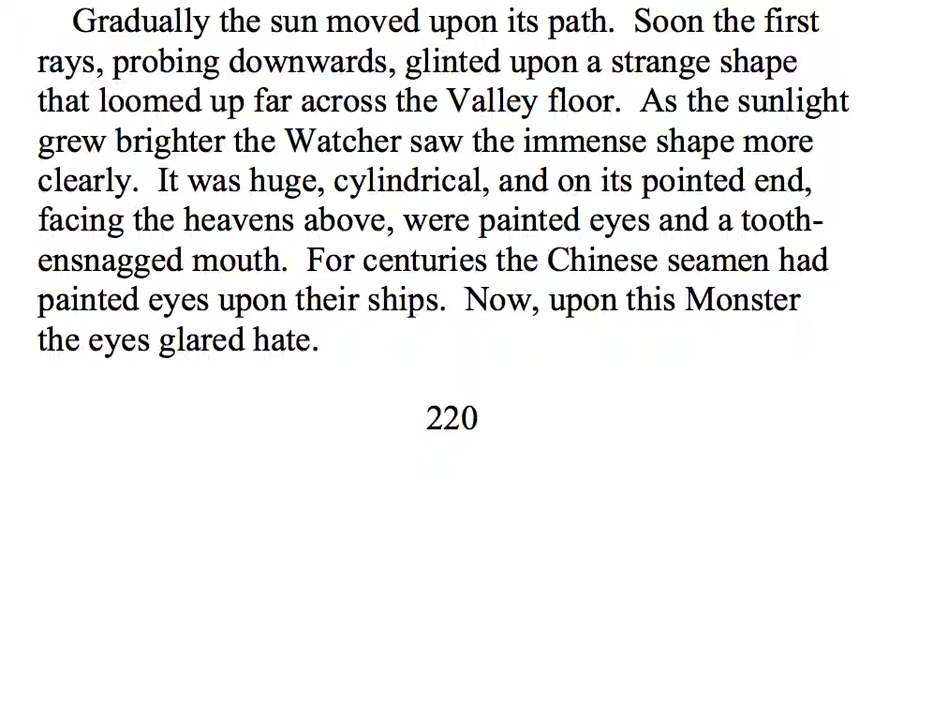 Gradually the sun moved upon its path.  Soon the first
rays, probing downwards, glinted upon a strange shape
that loomed up far across the Valley floor.  As the sunlight
grew brighter the Watcher saw the immense shape more
clearly.  It was huge, cylindrical, and on its pointed end,
facing the heavens above, were painted eyes and a tooth-
ensnagged mouth.  For centuries the Chinese seamen had
painted eyes upon their ships.  Now, upon this Monster
the eyes glared hate.
220